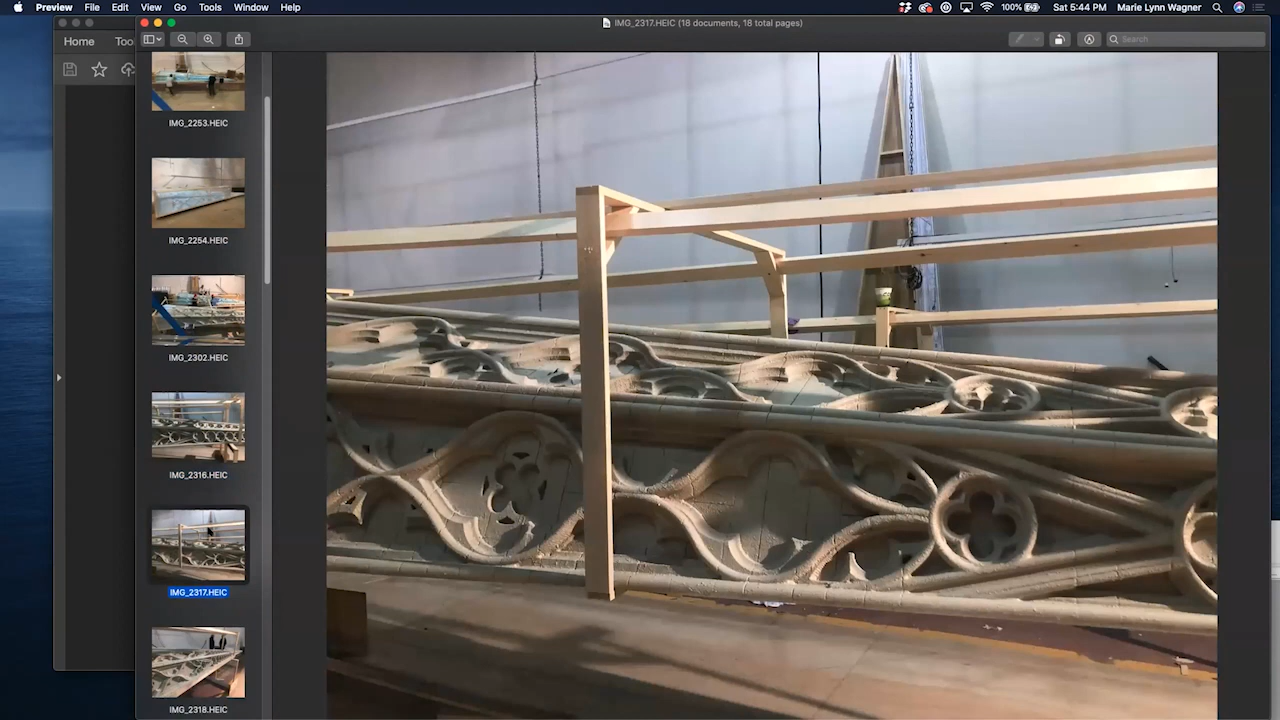 Preview File Edit View Go Tools Window Help
100% Sat 5:44 PM Marie Lynn Wagner
IMG_2317.HEIC (18 documents, 18 total pages)
Home Too
Search
IMG_2253.HEIC
IMG_2254.HEIC
IMG_2302.HEIC
IMG_2316.HEIC
IMG_2317.HEIC
IMG_2318.HEIC